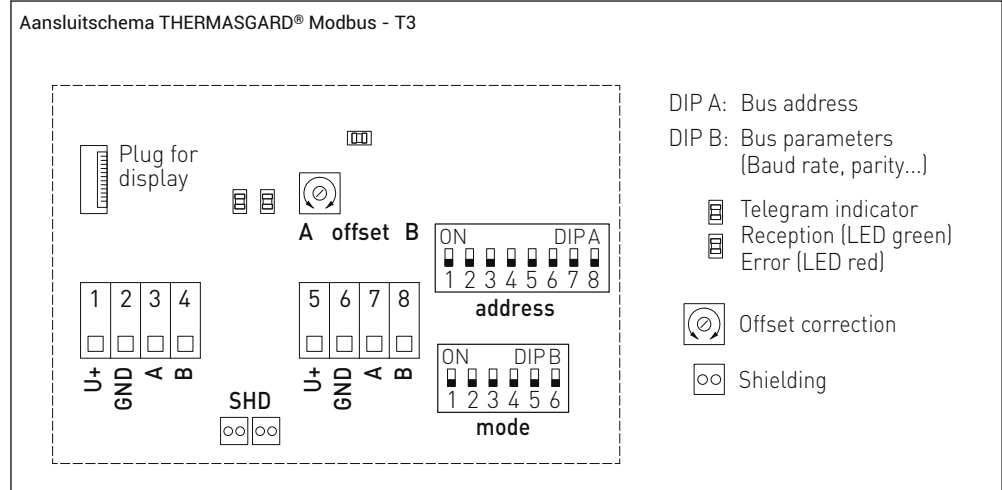 Aansluitschema THERMASGARD® Modbus - T3
Plug for
display
A offset B
ON DIP A
1 2 3 4 5 6 7 8
address
1 2 3 4
U+ GND A B
5 6 7 8
U+ GND A B
SHD
ON DIP B
1 2 3 4 5 6
mode
DIP A: Bus address
DIP B: Bus parameters
(Baud rate, parity...)
Telegram indicator
Reception (LED green)
Error (LED red)
Offset correction
Shielding